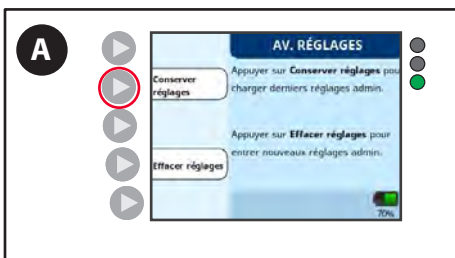 A
AV. RÉGLAGES
Conserver
réglages
Appuyer sur Conserver réglages pou
charger derniers réglages admin.
Appuyer sur Effacer réglages pour
entrer nouveaux réglages admin.
Effacer réglages
70%